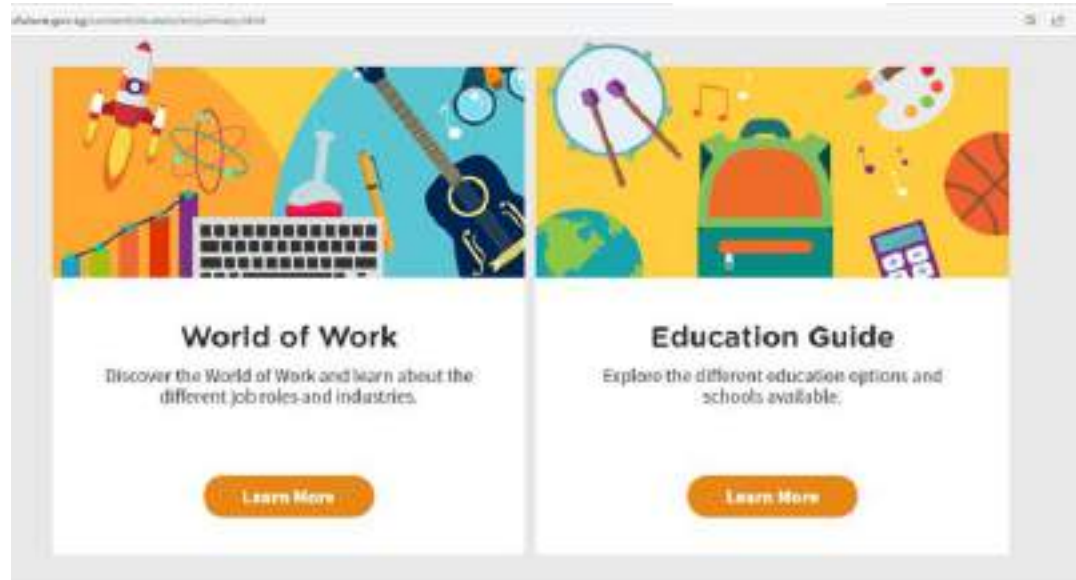 World of Work
Discover the World of Work and learn about the
different job roles and industries.
Learn More
Education Guide
Explore the different education options and
schools available.
Learn More